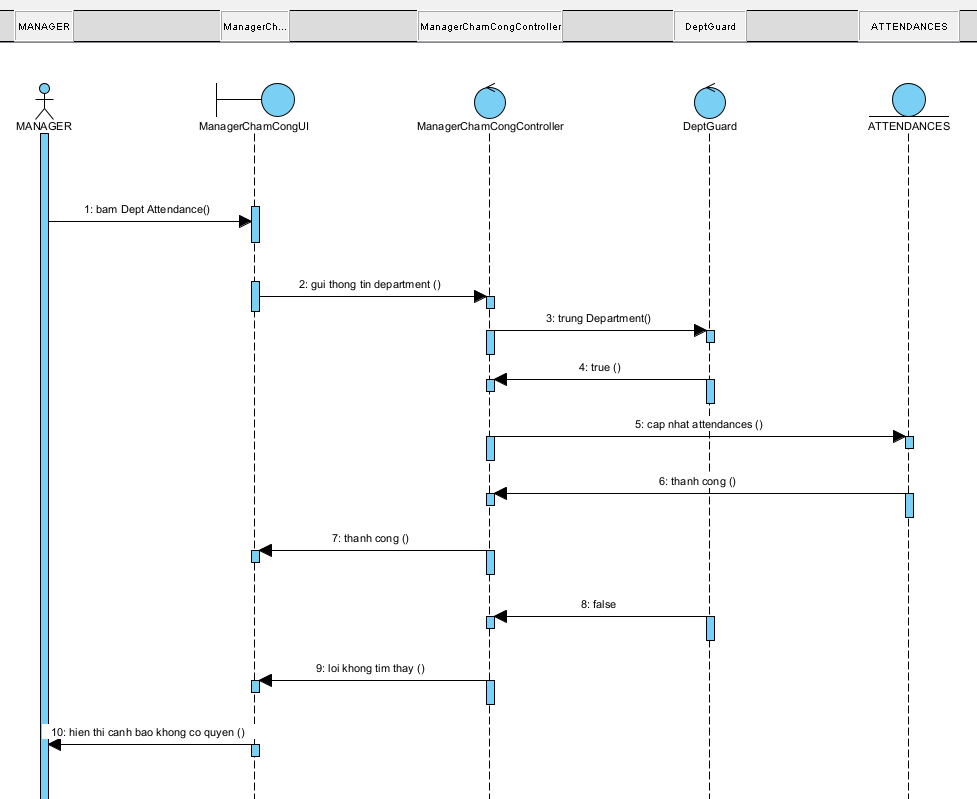 MANAGER
ManagerCh...
ManagerChamCongController
DeptGuard
ATTENDANCES
MANAGER
ManagerChamCongUI
ManagerChamCongController
DeptGuard
ATTENDANCES
1: bam Dept Attendance()
2: gui thong tin department ()
3: trung Department()
4: true ()
5: cap nhat attendances ()
6: thanh cong ()
7: thanh cong ()
8: false
9: loi khong tim thay ()
10: hien thi canh bao khong co quyen ()